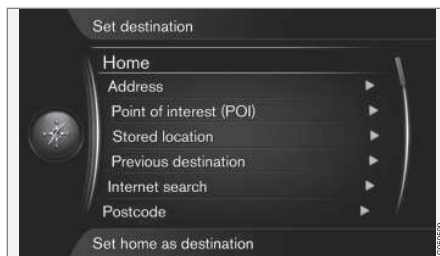 Set destination
Home
Address
Point of interest (POI)
Stored location
Previous destination
Internet search
Postcode
Set home as destination